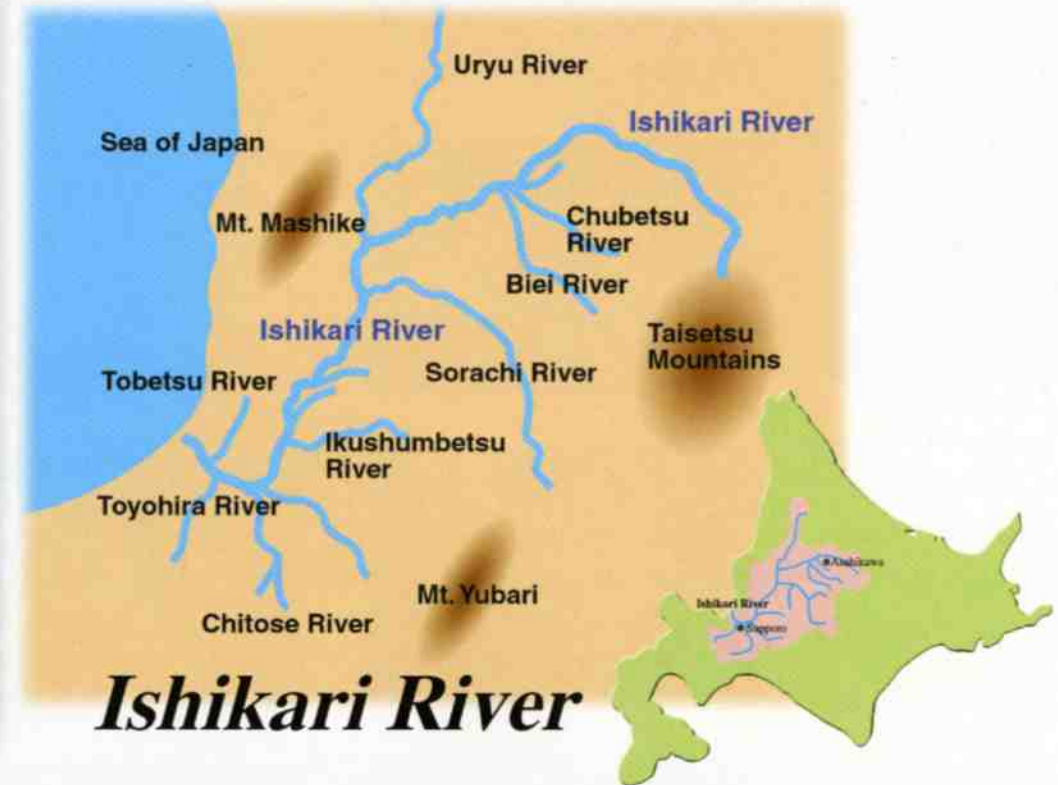 Uryu River
Ishikari River
Sea of Japan
Mt. Mashike
Chubetsu
River
Biei River
Ishikari River
Taisetsu
Mountains
Tobetsu River
Sorachi River
Ikushumbetsu
River
Toyohira River
Mt. Yubari
Chitose River
Asahikawa
Ishikari River
Sapporo
Ishikari River